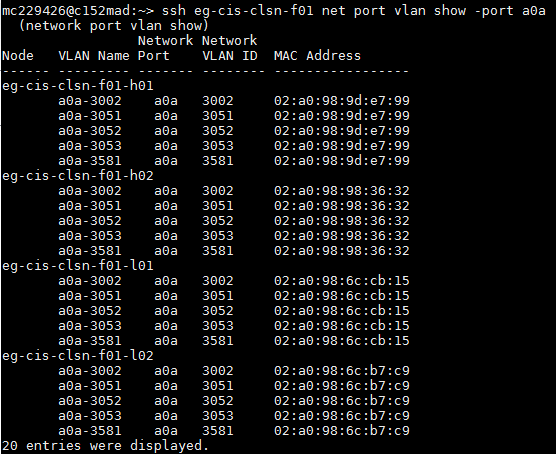 mc229426@c152mad:~> ssh eg-cis-clsn-f01 net port vlan show -port a0a
  (network port vlan show)
                 Network Network
Node   VLAN Name Port    VLAN ID  MAC Address
------ --------- ------- -------- -----------------
eg-cis-clsn-f01-h01
       a0a-3002   a0a   3002     02:a0:98:9d:e7:99
       a0a-3051   a0a   3051     02:a0:98:9d:e7:99
       a0a-3052   a0a   3052     02:a0:98:9d:e7:99
       a0a-3053   a0a   3053     02:a0:98:9d:e7:99
       a0a-3581   a0a   3581     02:a0:98:9d:e7:99
eg-cis-clsn-f01-h02
       a0a-3002   a0a   3002     02:a0:98:98:36:32
       a0a-3051   a0a   3051     02:a0:98:98:36:32
       a0a-3052   a0a   3052     02:a0:98:98:36:32
       a0a-3053   a0a   3053     02:a0:98:98:36:32
       a0a-3581   a0a   3581     02:a0:98:98:36:32
eg-cis-clsn-f01-l01
       a0a-3002   a0a   3002     02:a0:98:6c:cb:15
       a0a-3051   a0a   3051     02:a0:98:6c:cb:15
       a0a-3052   a0a   3052     02:a0:98:6c:cb:15
       a0a-3053   a0a   3053     02:a0:98:6c:cb:15
       a0a-3581   a0a   3581     02:a0:98:6c:cb:15
eg-cis-clsn-f01-l02
       a0a-3002   a0a   3002     02:a0:98:6c:b7:c9
       a0a-3051   a0a   3051     02:a0:98:6c:b7:c9
       a0a-3052   a0a   3052     02:a0:98:6c:b7:c9
       a0a-3053   a0a   3053     02:a0:98:6c:b7:c9
       a0a-3581   a0a   3581     02:a0:98:6c:b7:c9
20 entries were displayed.